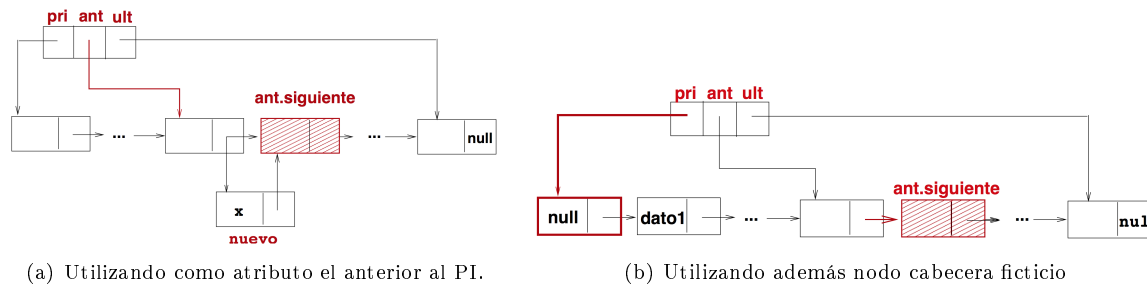 pri ant ult
ant.siguiente
... ...
null
x
nuevo
(a) Utilizando como atributo el anterior al PI.
pri ant ult
ant.siguiente
null dato1 ... ... nul
(b) Utilizando además nodo cabecera ficticio